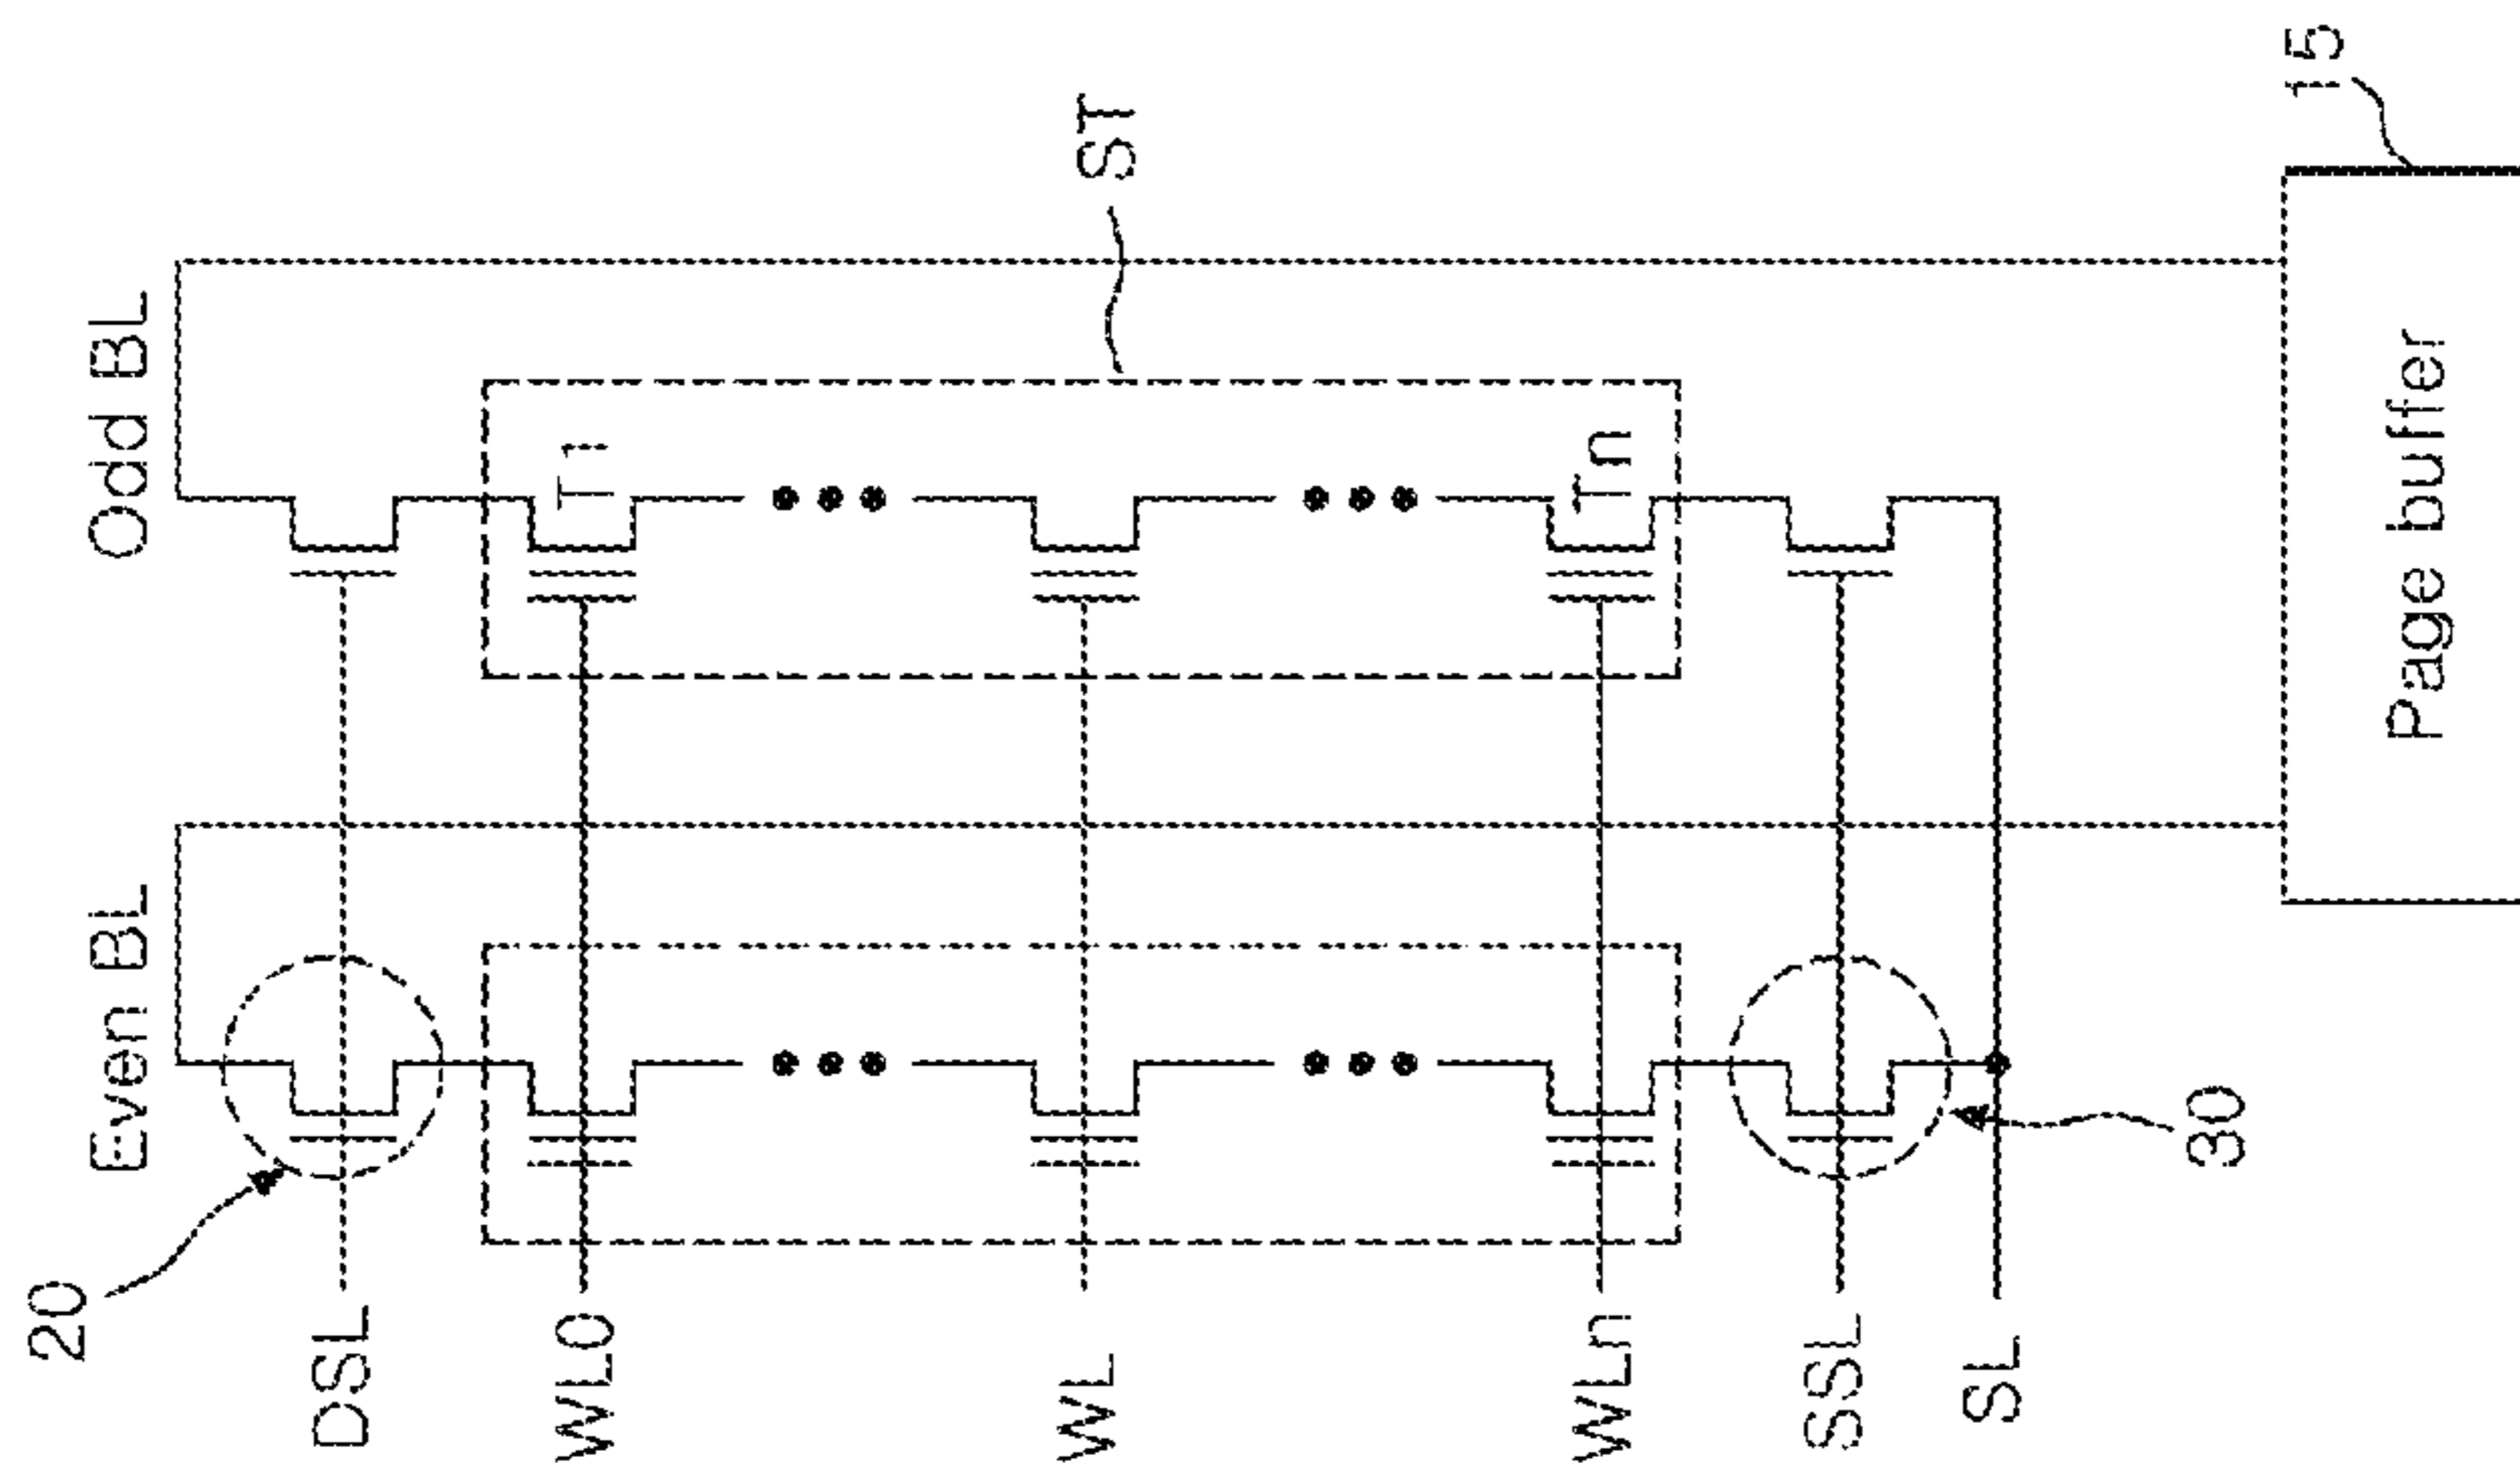 Even BL
Odd BL
20
DSL
WL0
T1
ST
WL
WLn
Tn
SSL
SL
30
15
Page buffer